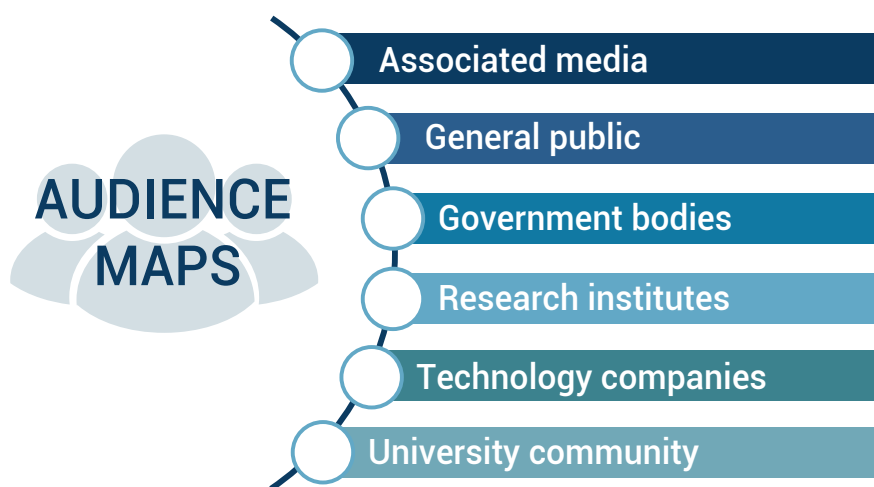 AUDIENCE
MAPS
Associated media
General public
Government bodies
Research institutes
Technology companies
University community